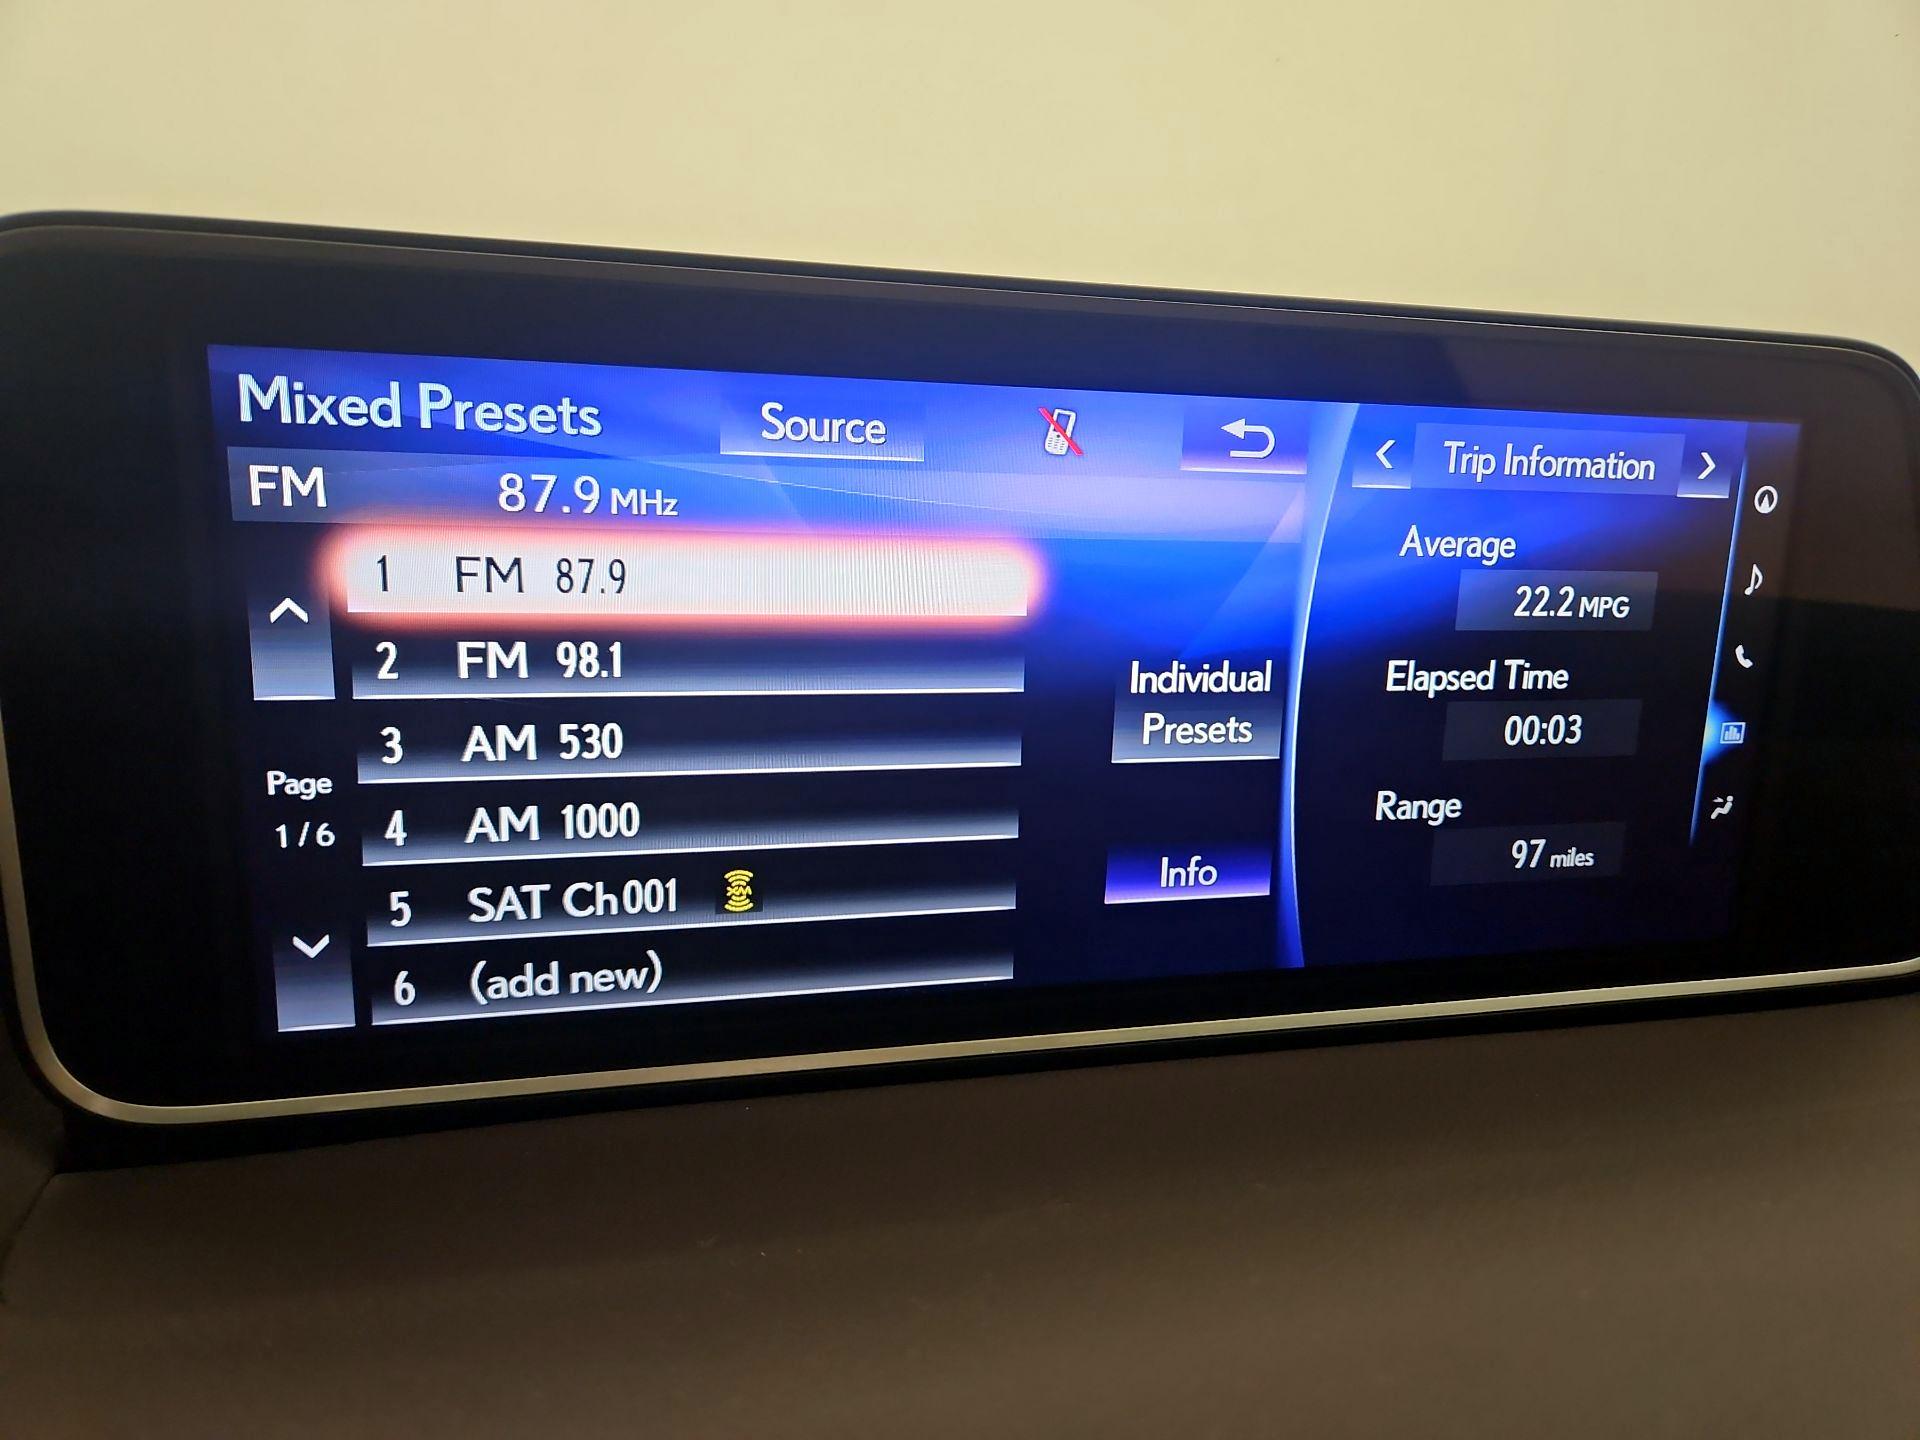 Mixed Presets
Source
FM 87.9 MHz
1 FM 87.9
2 FM 98.1
3 AM 530
4 AM 1000
5 SAT Ch001 XM
6 (add new)
Page
1/6
Individual
Presets
Info
Trip Information
Average
22.2 MPG
Elapsed Time
00:03
Range
97 miles